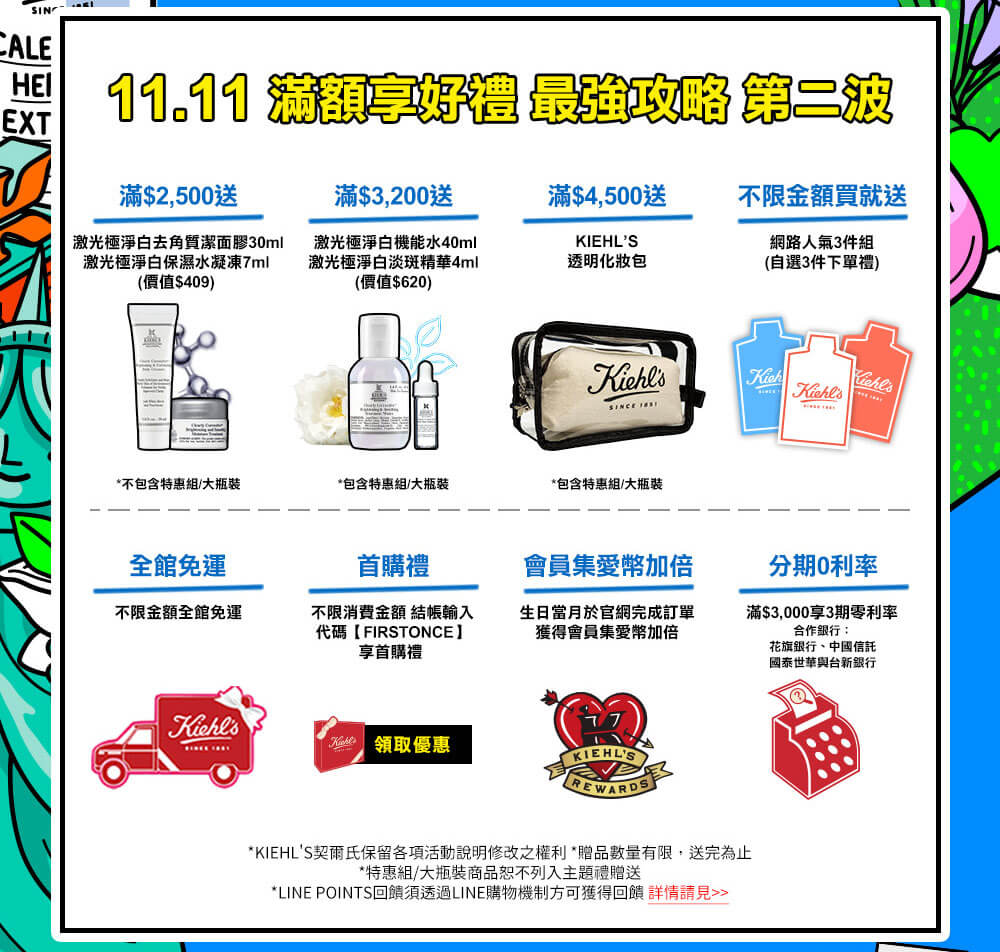 SINCE 1851
CALE
HEI
EXT
11.11 滿額享好禮 最強攻略 第二波
滿$2,500送
激光極淨白去角質潔面膠30ml
激光極淨白保濕水凝凍7ml
(價值$409)
*不包含特惠組/大瓶裝
滿$3,200送
激光極淨白機能水40ml
激光極淨白淡斑精華4ml
(價值$620)
*包含特惠組/大瓶裝
滿$4,500送
KIEHL'S
透明化妝包
Kiehl's
SINCE 1851
*包含特惠組/大瓶裝
不限金額買就送
網路人氣3件組
(自選3件下單禮)
Kiehl's
Kiehl's
SINCE 1851
Kiehl's
SINCE 1851
全館免運
不限金額全館免運
Kiehl's
SINCE 1851
首購禮
不限消費金額 結帳輸入
代碼【FIRSTONCE】
享首購禮
Kiehl's
領取優惠
會員集愛幣加倍
生日當月於官網完成訂單
獲得會員集愛幣加倍
KIEHL'S
REWARDS
分期0利率
滿$3,000享3期零利率
合作銀行：
花旗銀行、中國信託
國泰世華與台新銀行
?
*KIEHL'S契爾氏保留各項活動說明修改之權利 *贈品數量有限，送完為止
*特惠組/大瓶裝商品恕不列入主題禮贈送
*LINE POINTS回饋須透過LINE購物機制方可獲得回饋 詳情請見>>